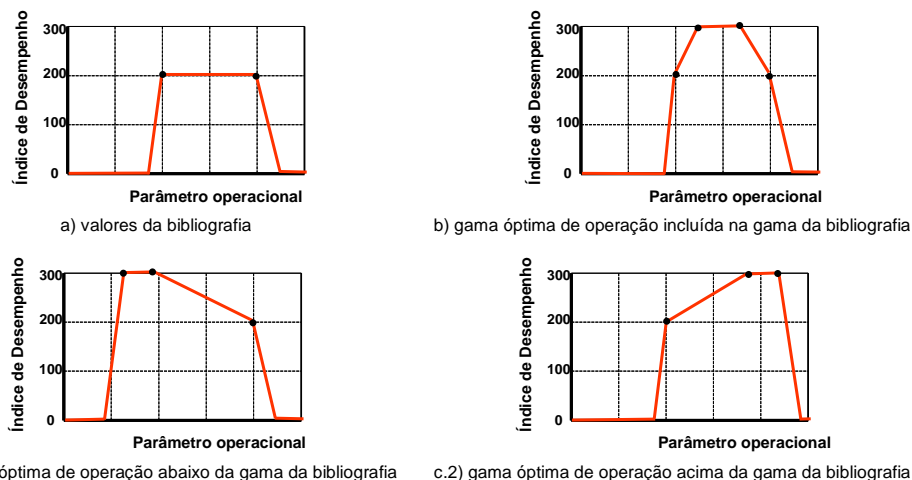 Índice de Desempenho
300
200
100
0
Parâmetro operacional
a) valores da bibliografia
Índice de Desempenho
300
200
100
0
Parâmetro operacional
b) gama óptima de operação incluída na gama da bibliografia
Índice de Desempenho
300
200
100
0
Parâmetro operacional
óptima de operação abaixo da gama da bibliografia
Índice de Desempenho
300
200
100
0
Parâmetro operacional
c.2) gama óptima de operação acima da gama da bibliografia